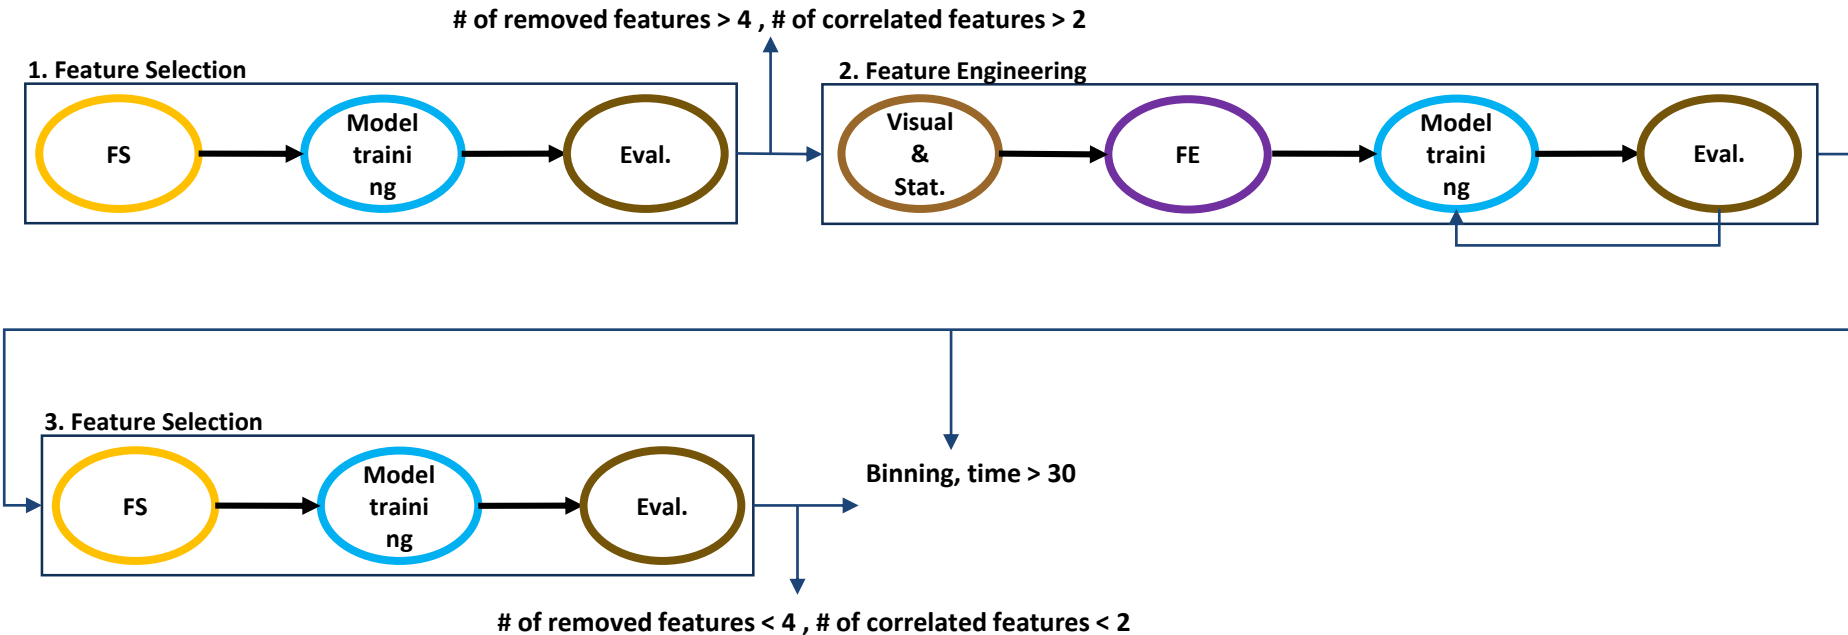 # of removed features > 4 , # of correlated features > 2
1. Feature Selection
2. Feature Engineering
FS
Model
traini
ng
Eval.
Visual
&
Stat.
FE
Model
traini
ng
Eval.
3. Feature Selection
FS
Model
traini
ng
Eval.
Binning, time > 30
# of removed features < 4 , # of correlated features < 2